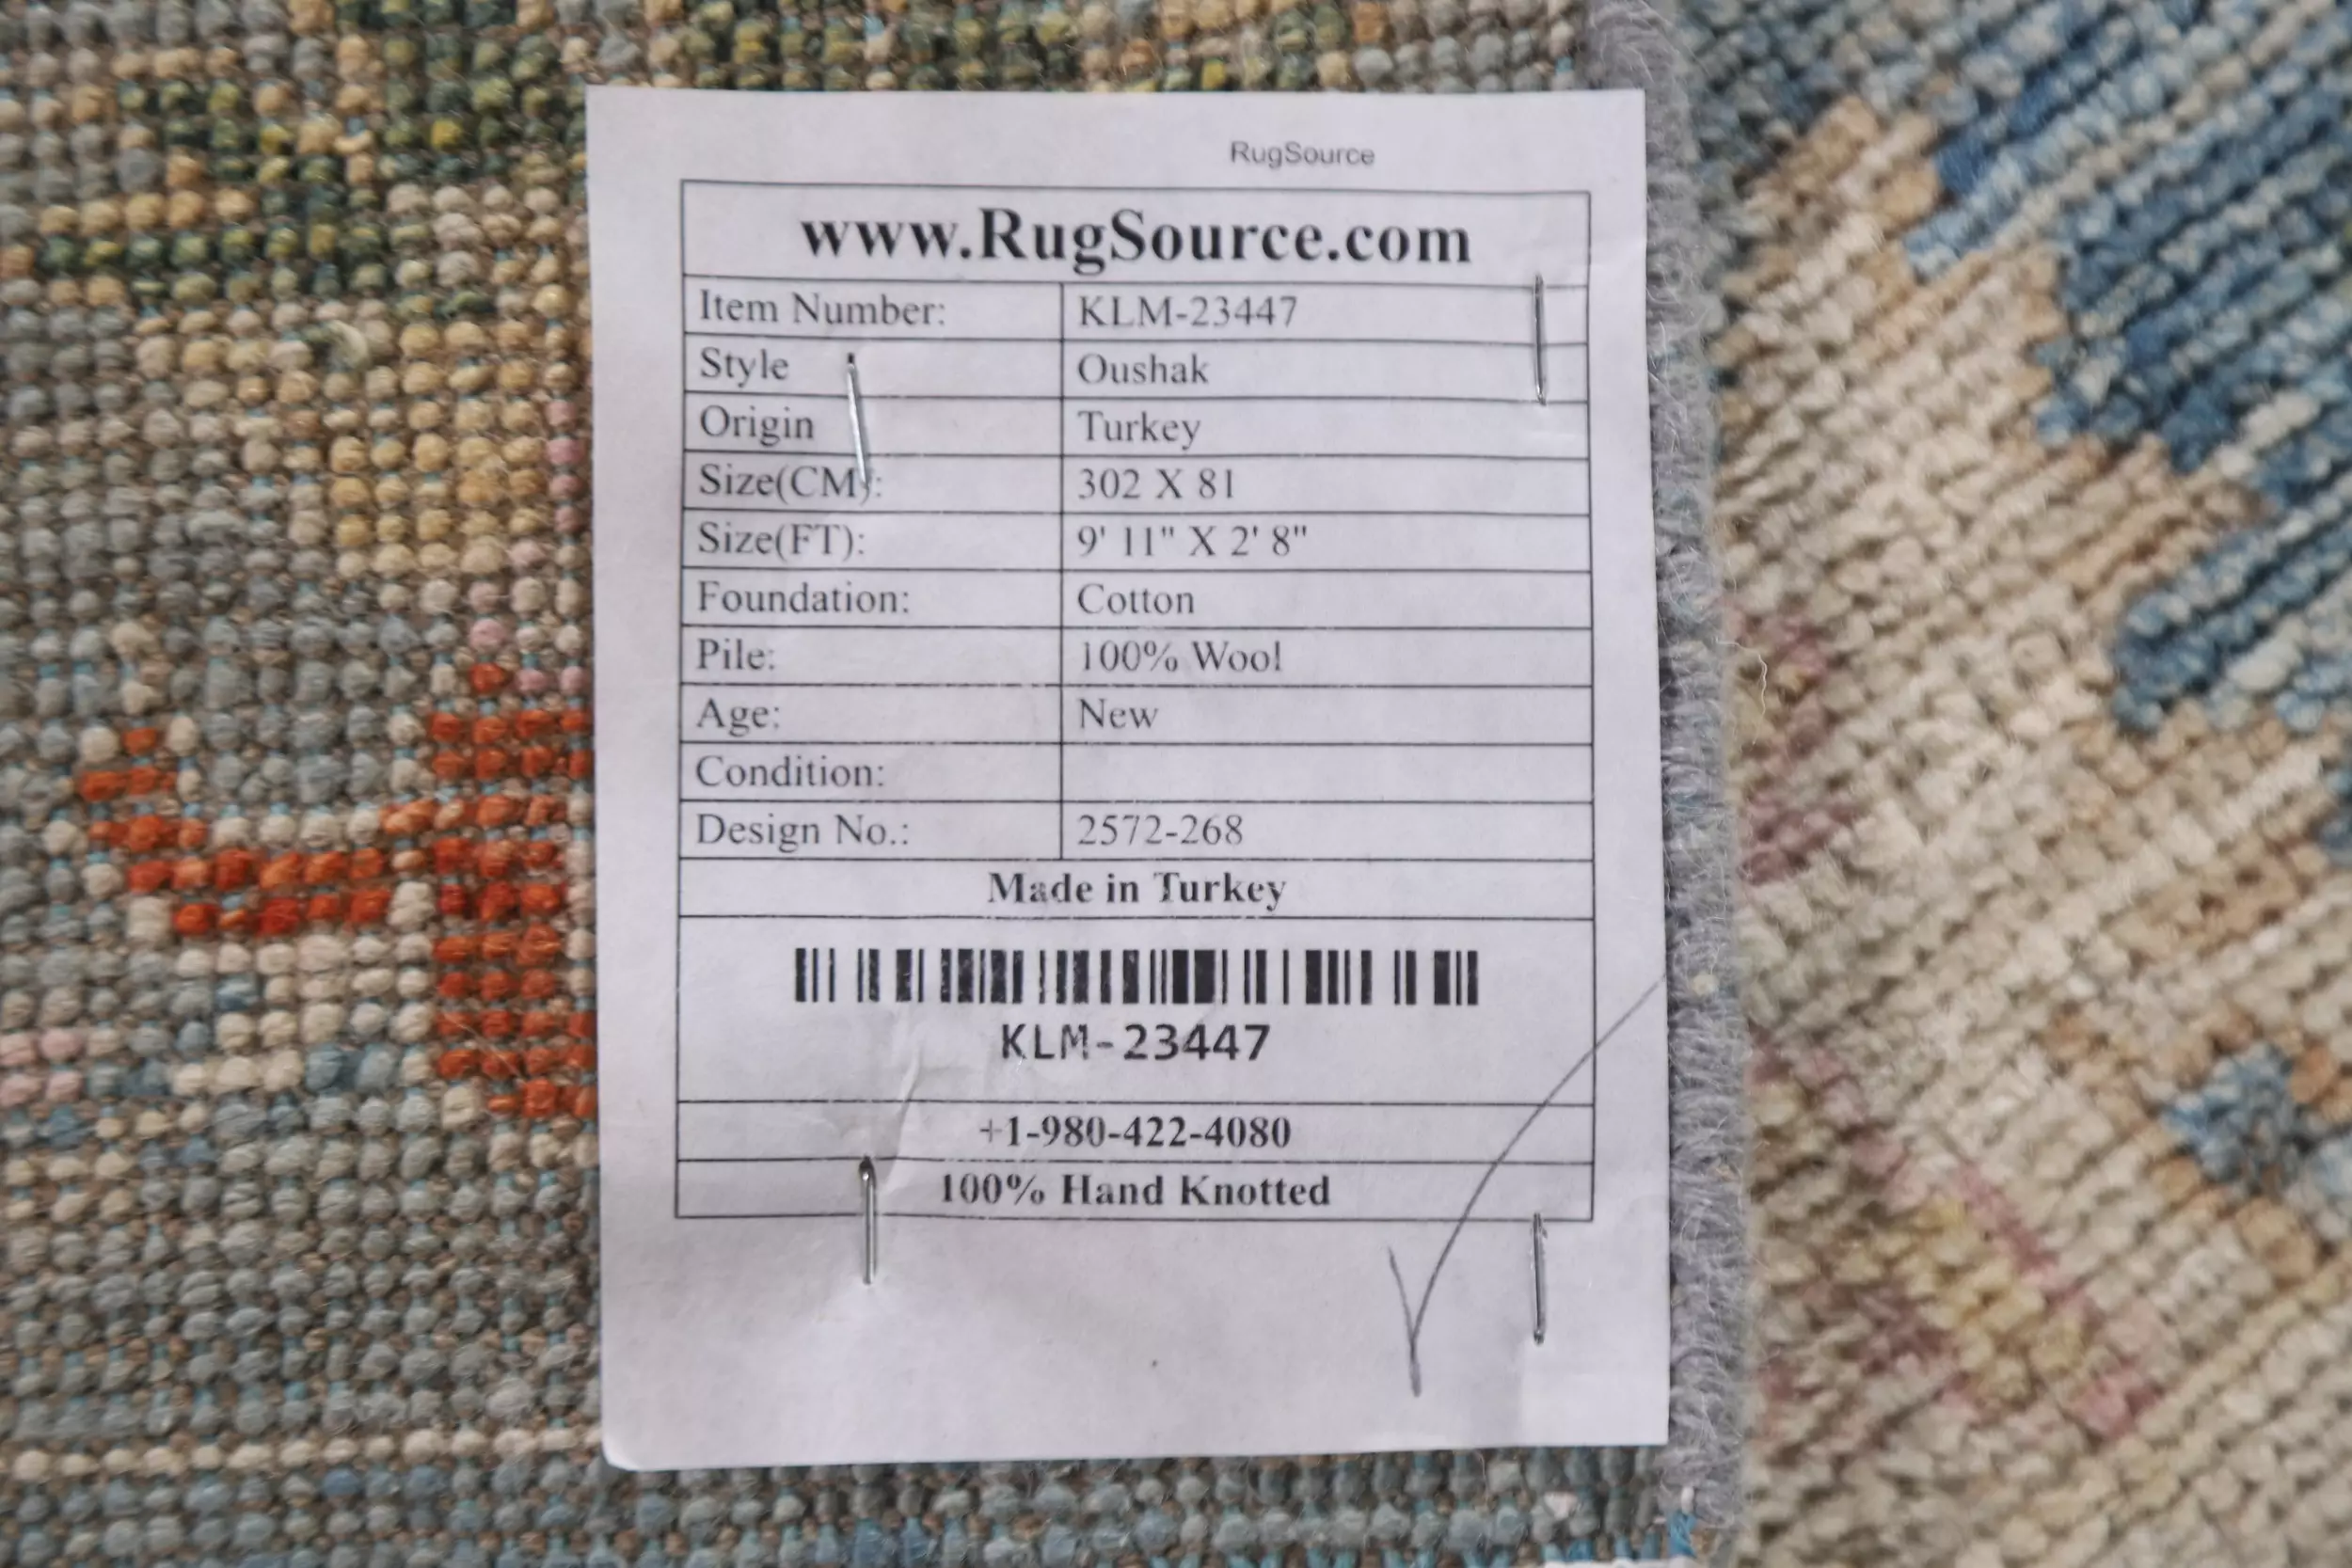 RugSource
www.RugSource.com
Item Number: KLM-23447
Style Oushak
Origin Turkey
Size(CM): 302 X 81
Size(FT): 9' 11" X 2' 8"
Foundation: Cotton
Pile: 100% Wool
Age: New
Condition:
Design No.: 2572-268
Made in Turkey
KLM-23447
+1-980-422-4080
100% Hand Knotted